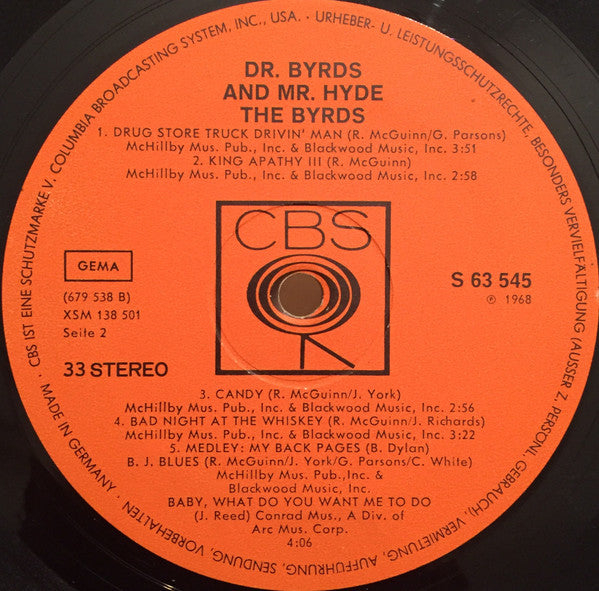 DR. BYRDS
AND MR. HYDE
THE BYRDS
1. DRUG STORE TRUCK DRIVIN' MAN (R. McGuinn/G. Parsons)
McHillby Mus. Pub., Inc. & Blackwood Music, Inc. 3:51
2. KING APATHY III (R. McGuinn)
McHillby Mus. Pub., Inc. & Blackwood Music, Inc. 2:58
CBS
GEMA
(679 538 B)
XSM 138 501
Seite 2
33 STEREO
S 63 545
℗ 1968
3. CANDY (R. McGuinn/J. York)
McHillby Mus. Pub., Inc. & Blackwood Music, Inc. 2:56
4. BAD NIGHT AT THE WHISKEY (R. McGuinn/J. Richards)
McHillby Mus. Pub., Inc. & Blackwood Music, Inc. 3:22
5. MEDLEY: MY BACK PAGES (B. Dylan)
B. J. BLUES (R. McGuinn/J. York/G. Parsons/C. White)
McHillby Mus. Pub.,Inc. &
Blackwood Music, Inc.
BABY, WHAT DO YOU WANT ME TO DO
(J. Reed) Conrad Mus., A Div. of
Arc Mus. Corp.
4:06
CBS IST EINE SCHUTZMARKE V. COLUMBIA BROADCASTING SYSTEM, INC., USA. · URHEBER- U. LEISTUNGSSCHUTZRECHTE, BESONDERS VERVIELFÄLTIGUNG (AUSSER Z. PERSONL. GEBRAUCH), VERMIETUNG, AUFFÜHRUNG, SENDUNG, VORBEHALTEN · MADE IN GERMANY ·